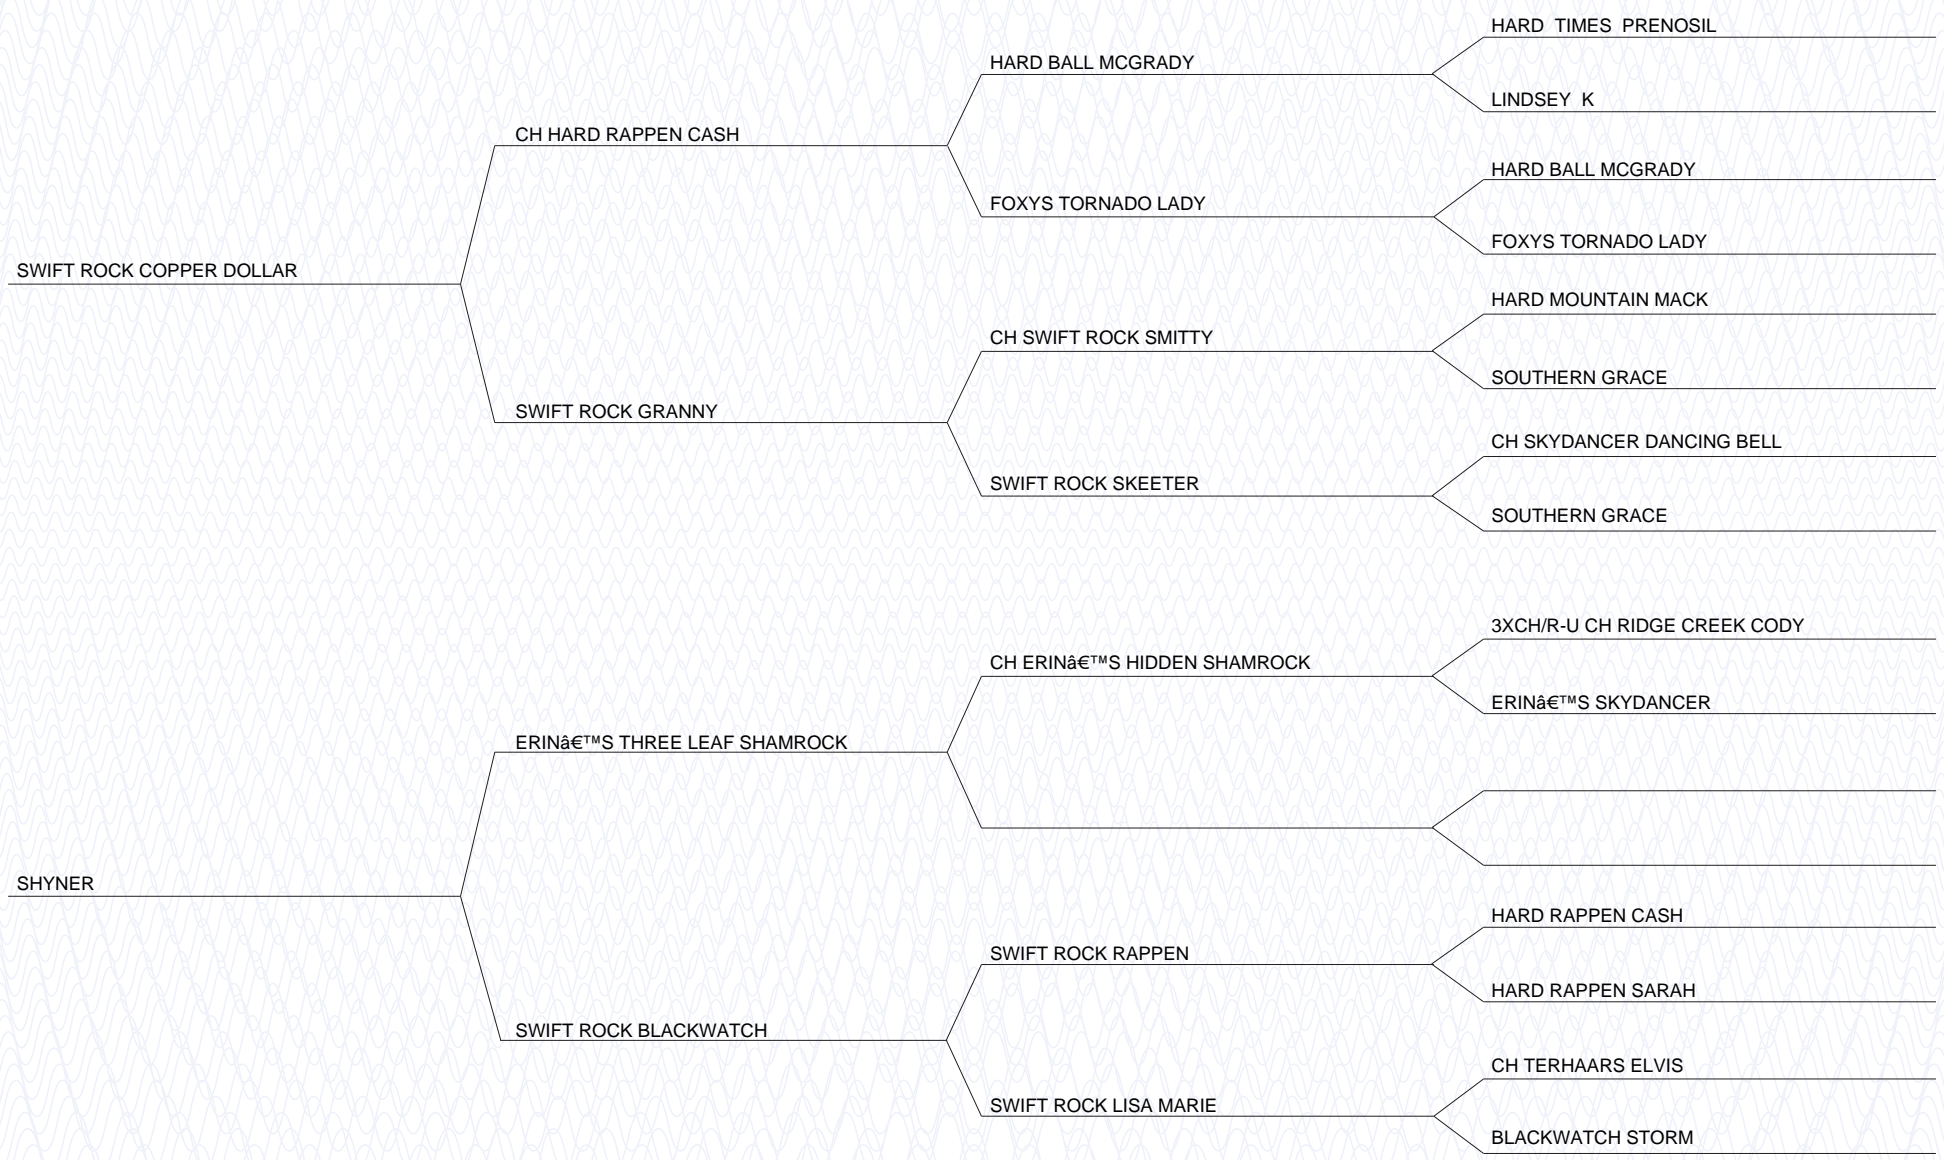 HARD TIMES PRENOSIL
HARD BALL MCGRADY
LINDSEY K
CH HARD RAPPEN CASH
HARD BALL MCGRADY
FOXYS TORNADO LADY
FOXYS TORNADO LADY
SWIFT ROCK COPPER DOLLAR
HARD MOUNTAIN MACK
CH SWIFT ROCK SMITTY
SOUTHERN GRACE
SWIFT ROCK GRANNY
CH SKYDANCER DANCING BELL
SWIFT ROCK SKEETER
SOUTHERN GRACE
3XCH/R-U CH RIDGE CREEK CODY
CH ERINâ€™S HIDDEN SHAMROCK
ERINâ€™S SKYDANCER
ERINâ€™S THREE LEAF SHAMROCK
SHYNER
HARD RAPPEN CASH
SWIFT ROCK RAPPEN
HARD RAPPEN SARAH
SWIFT ROCK BLACKWATCH
CH TERHAARS ELVIS
SWIFT ROCK LISA MARIE
BLACKWATCH STORM